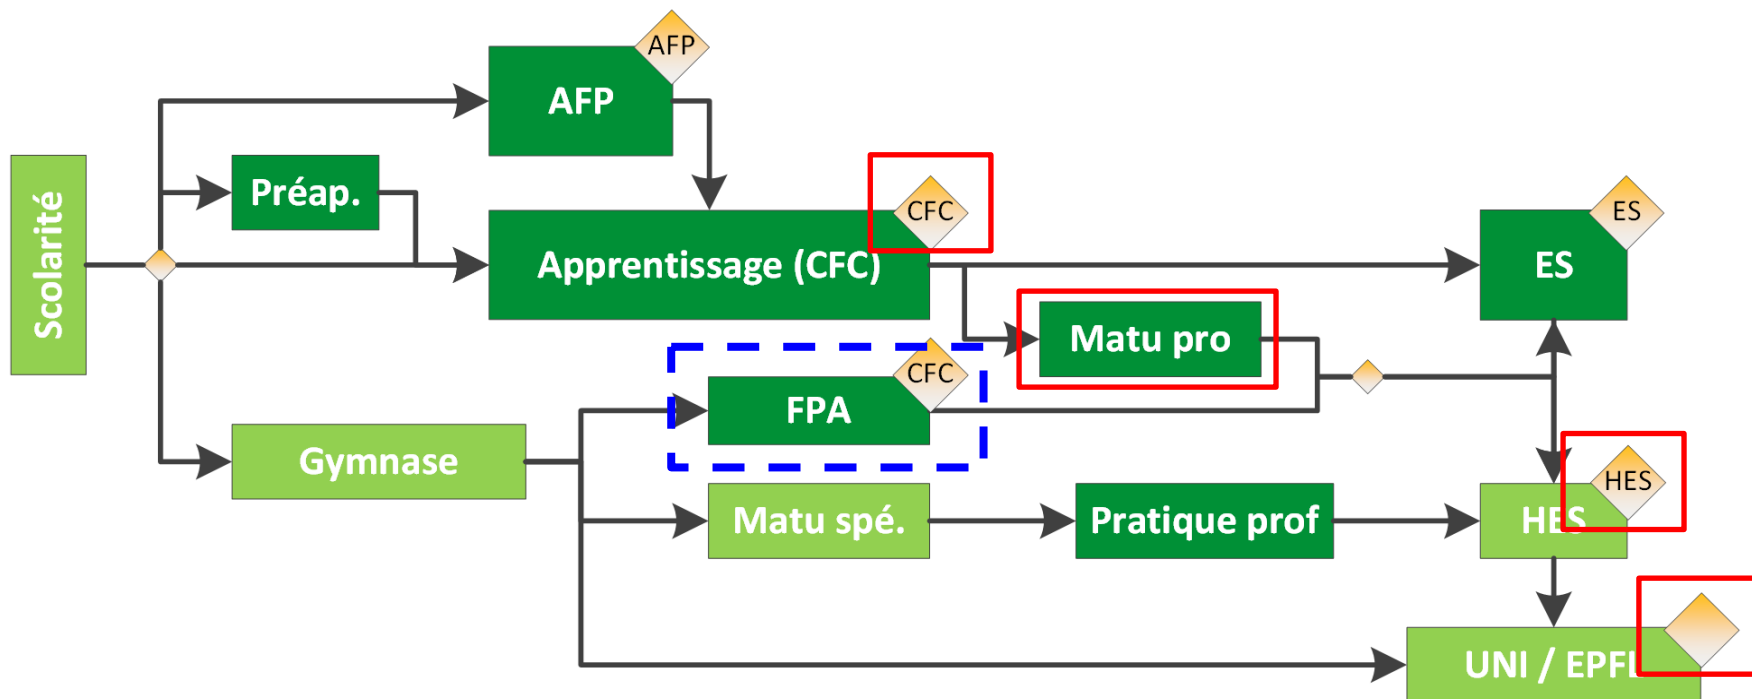 AFP
AFP
Scolarité
Préap.
CFC
Apprentissage (CFC)
ES
ES
Matu pro
CFC
FPA
Gymnase
HES
Matu spé.
Pratique prof
HES
UNI / EPFL